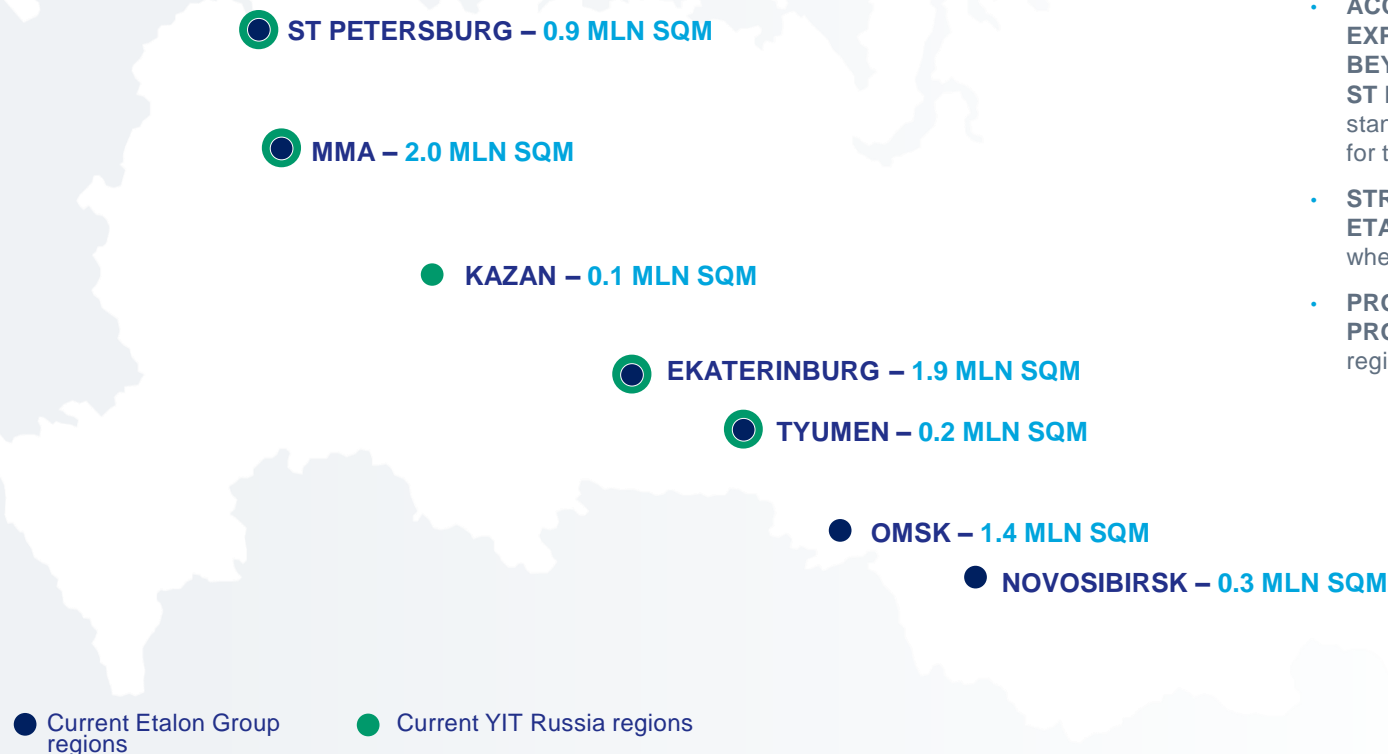 ST PETERSBURG – 0.9 MLN SQM
MMA – 2.0 MLN SQM
KAZAN – 0.1 MLN SQM
EKATERINBURG – 1.9 MLN SQM
TYUMEN – 0.2 MLN SQM
OMSK – 1.4 MLN SQM
NOVOSIBIRSK – 0.3 MLN SQM
Current Etalon Group
regions
Current YIT Russia regions
ST
for